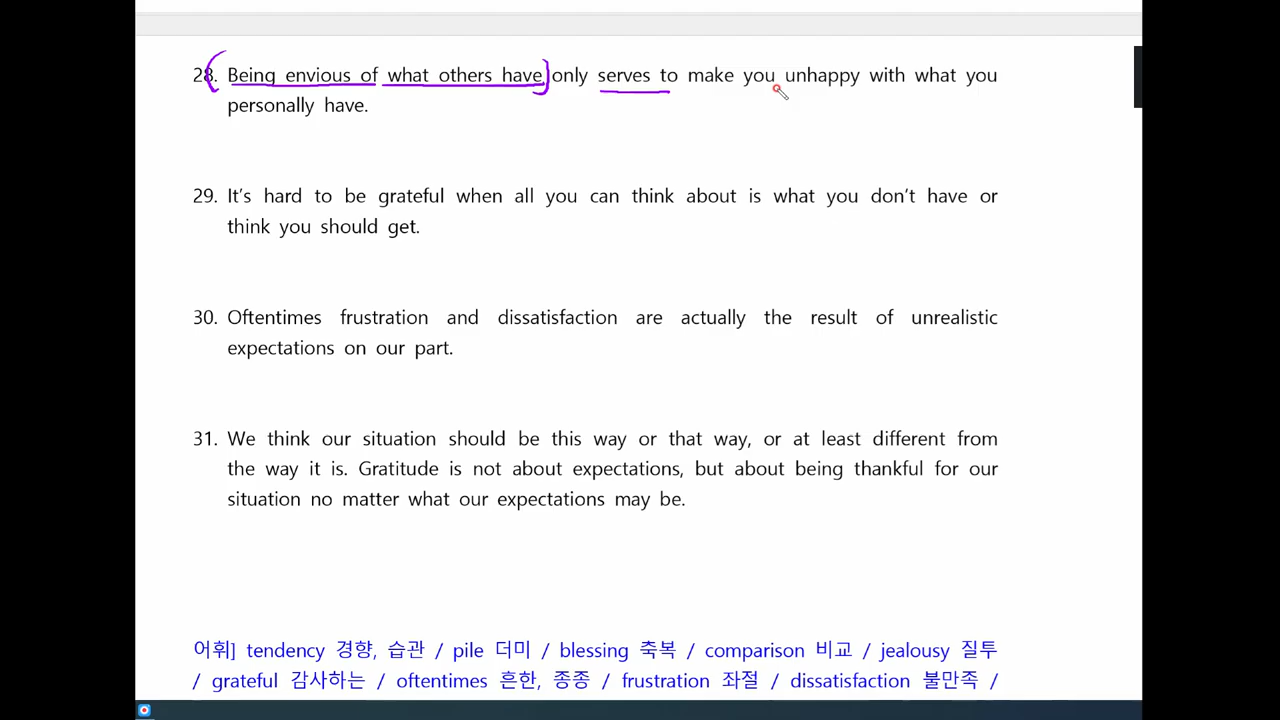 28. Being envious of what others have only serves to make you unhappy with what you
personally have.
29. It's hard to be grateful when all you can think about is what you don't have or
think you should get.
30. Oftentimes frustration and dissatisfaction are actually the result of unrealistic
expectations on our part.
31. We think our situation should be this way or that way, or at least different from
the way it is. Gratitude is not about expectations, but about being thankful for our
situation no matter what our expectations may be.
어휘] tendency 경향, 습관 / pile 더미 / blessing 축복 / comparison 비교 / jealousy 질투
/ grateful 감사하는 / oftentimes 흔한, 종종 / frustration 좌절 / dissatisfaction 불만족 /